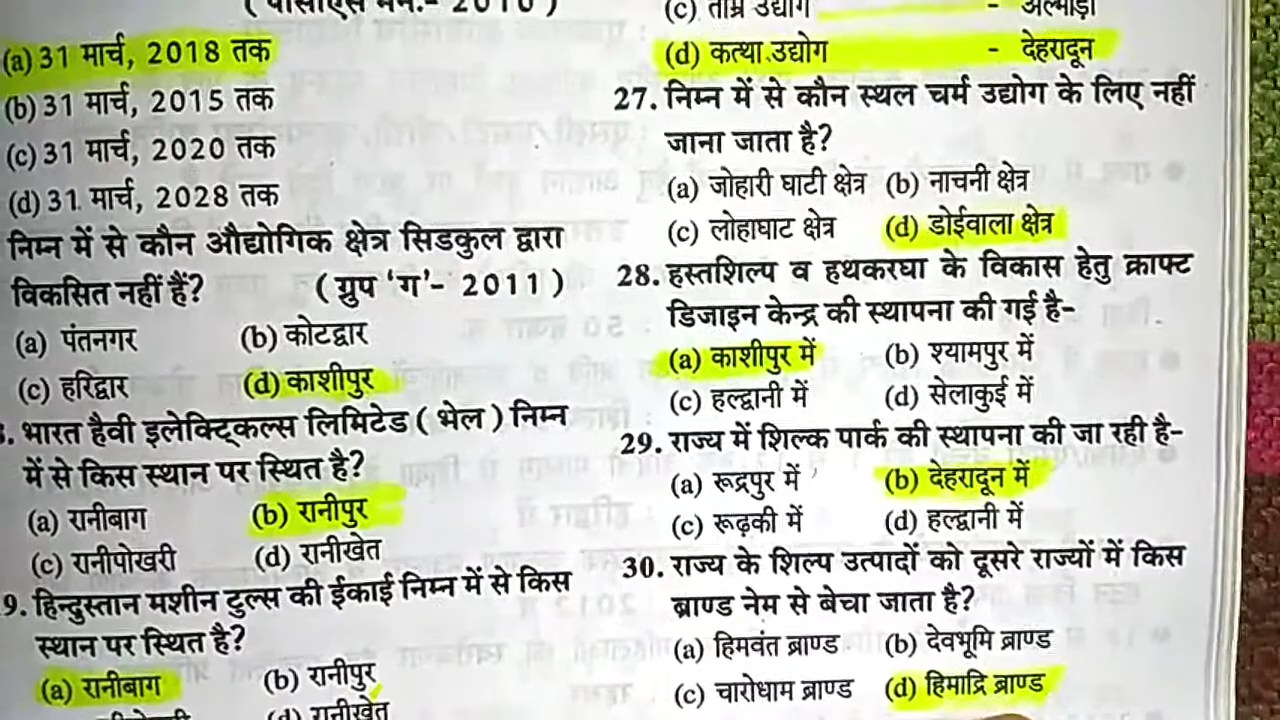 (a) 31 मार्च, 2018 तक
(b) 31 मार्च, 2015 तक
(c) 31 मार्च, 2020 तक
(d) 31 मार्च, 2028 तक
निम्न में से कौन औद्योगिक क्षेत्र सिडकुल द्वारा
विकसित नहीं हैं? ( ग्रुप ‘ग’- 2011 )
(a) पंतनगर (b) कोटद्वार
(c) हरिद्वार (d) काशीपुर
. भारत हैवी इलेक्ट्रिकल्स लिमिटेड ( भेल ) निम्न
में से किस स्थान पर स्थित है?
(a) रानीबाग (b) रानीपुर
(c) रानीपोखरी (d) रानीखेत
9. हिन्दुस्तान मशीन टुल्स की ईकाई निम्न में से किस
स्थान पर स्थित है?
(a) रानीबाग (b) रानीपुर
(d) रानीखेत
(c) ताम्र उद्योग - अल्मोड़ा
(d) कत्था उद्योग - देहरादून
27. निम्न में से कौन स्थल चर्म उद्योग के लिए नहीं
जाना जाता है?
(a) जोहारी घाटी क्षेत्र (b) नाचनी क्षेत्र
(c) लोहाघाट क्षेत्र (d) डोईवाला क्षेत्र
28. हस्तशिल्प व हथकरघा के विकास हेतु क्राफ्ट
डिजाइन केन्द्र की स्थापना की गई है-
(a) काशीपुर में (b) श्यामपुर में
(c) हल्द्वानी में (d) सेलाकुई में
29. राज्य में शिल्क पार्क की स्थापना की जा रही है-
(a) रूद्रपुर में (b) देहरादून में
(c) रूढ़की में (d) हल्द्वानी में
30. राज्य के शिल्प उत्पादों को दूसरे राज्यों में किस
ब्राण्ड नेम से बेचा जाता है?
(a) हिमवंत ब्राण्ड (b) देवभूमि ब्राण्ड
(c) चारोधाम ब्राण्ड (d) हिमाद्रि ब्राण्ड